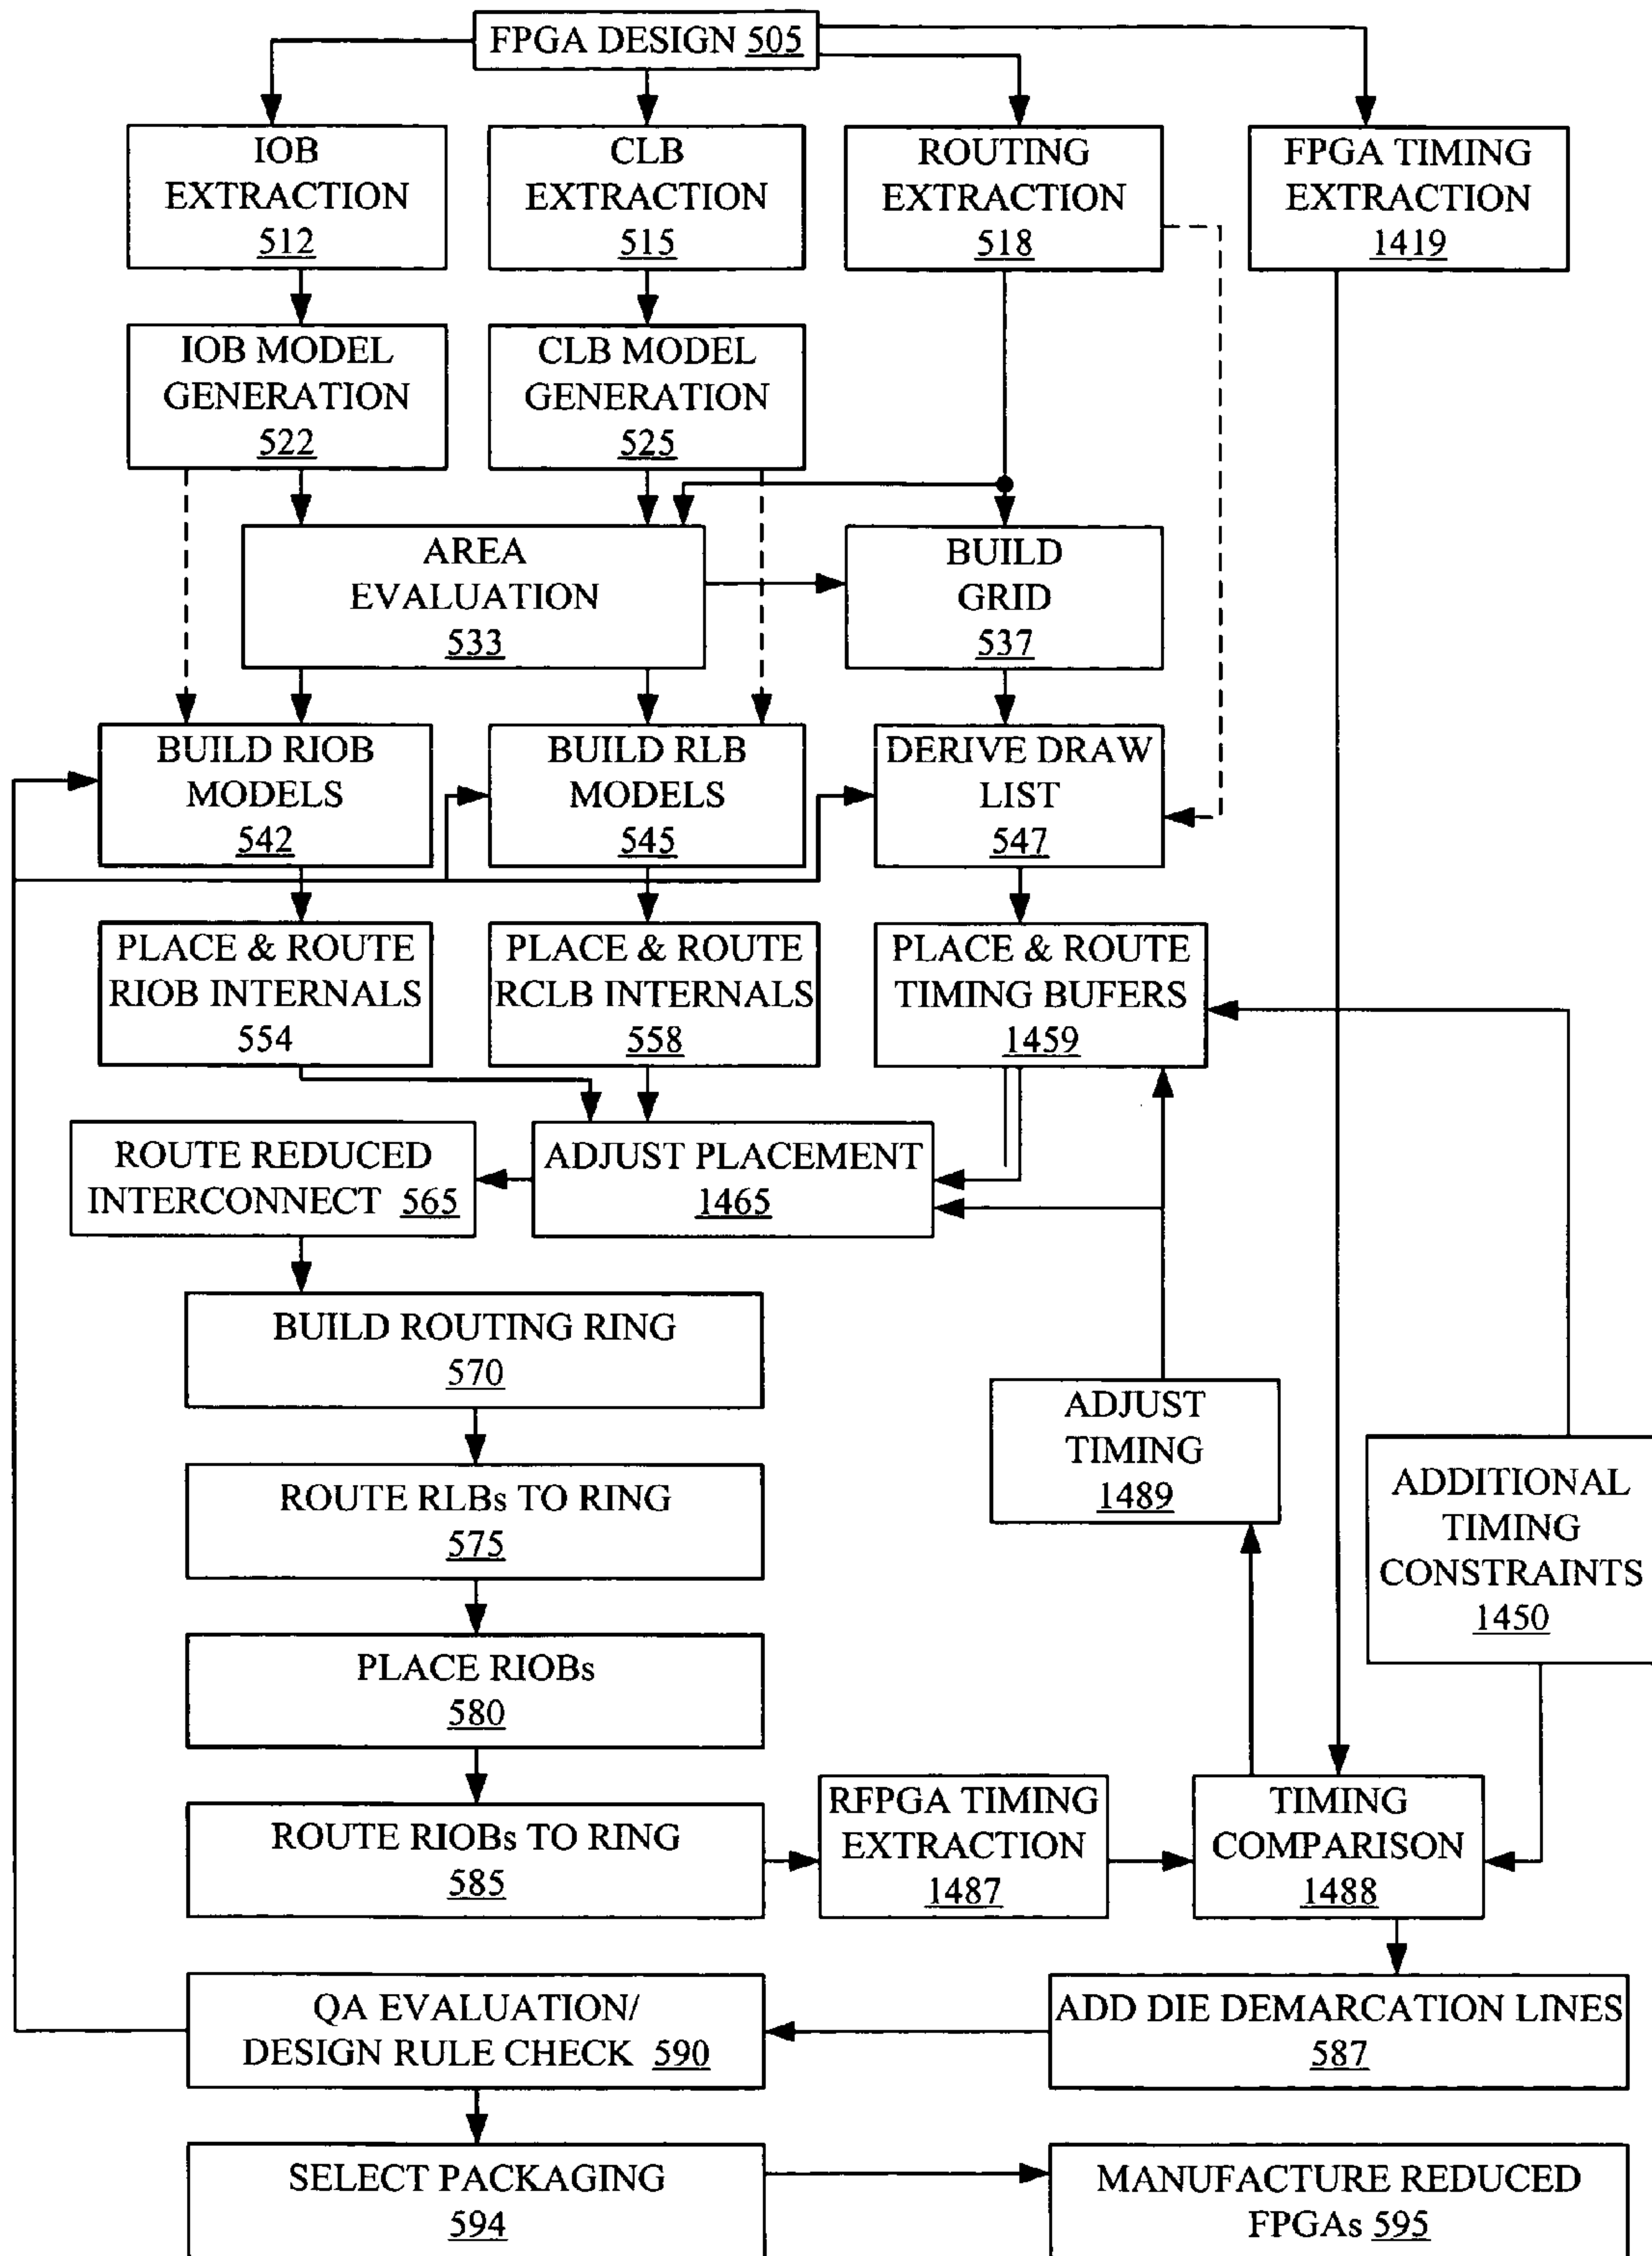 FPGA DESIGN 505
IOB
EXTRACTION
512
CLB
EXTRACTION
515
ROUTING
EXTRACTION
518
FPGA TIMING
EXTRACTION
1419
IOB MODEL
GENERATION
522
CLB MODEL
GENERATION
525
AREA
EVALUATION
533
BUILD
GRID
537
BUILD RIOB
MODELS
542
BUILD RLB
MODELS
545
DERIVE DRAW
LIST
547
PLACE & ROUTE
RIOB INTERNALS
554
PLACE & ROUTE
RCLB INTERNALS
558
PLACE & ROUTE
TIMING BUFERS
1459
ROUTE REDUCED
INTERCONNECT 565
ADJUST PLACEMENT
1465
BUILD ROUTING RING
570
ADJUST
TIMING
1489
ADDITIONAL
TIMING
CONSTRAINTS
1450
ROUTE RLBs TO RING
575
PLACE RIOBs
580
ROUTE RIOBs TO RING
585
RFPGA TIMING
EXTRACTION
1487
TIMING
COMPARISON
1488
QA EVALUATION/
DESIGN RULE CHECK 590
ADD DIE DEMARCATION LINES
587
SELECT PACKAGING
594
MANUFACTURE REDUCED
FPGAs 595